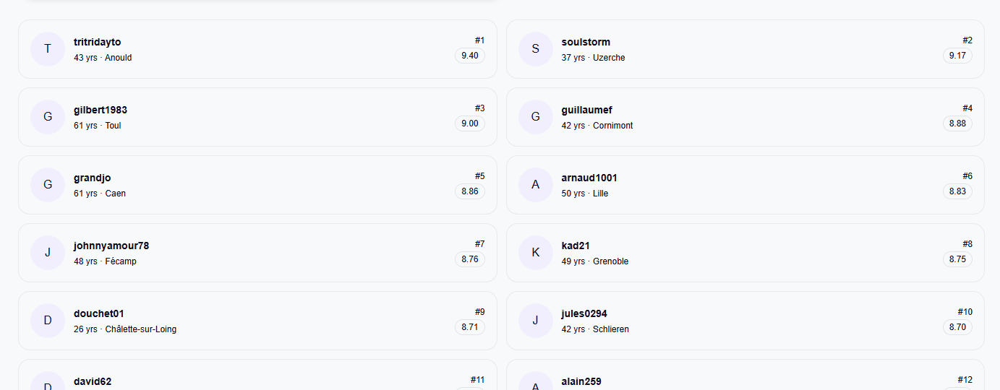 T
tritridayto
43 yrs · Anould
#1
9.40
S
soulstorm
37 yrs · Uzerche
#2
9.17
G
gilbert1983
61 yrs · Toul
#3
9.00
G
guillaumef
42 yrs · Cornimont
#4
8.88
G
grandjo
61 yrs · Caen
#5
8.86
A
arnaud1001
50 yrs · Lille
#6
8.83
J
johnnyamour78
48 yrs · Fécamp
#7
8.76
K
kad21
49 yrs · Grenoble
#8
8.75
D
douchet01
26 yrs · Châlette-sur-Loing
#9
8.71
J
jules0294
42 yrs · Schlieren
#10
8.70
D
david62
#11
A
alain259
#12